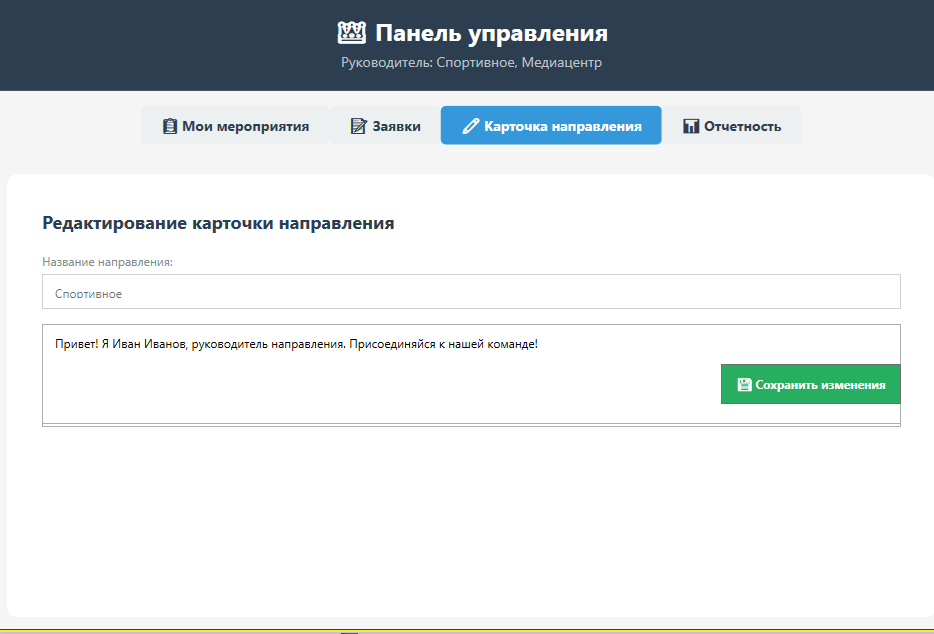 Панель управления
Руководитель: Спортивное, Медиацентр
Мои мероприятия
Заявки
Карточка направления
Отчетность
Редактирование карточки направления
Название направления:
Спортивное
Привет! Я Иван Иванов, руководитель направления. Присоединяйся к нашей команде!
Сохранить изменения